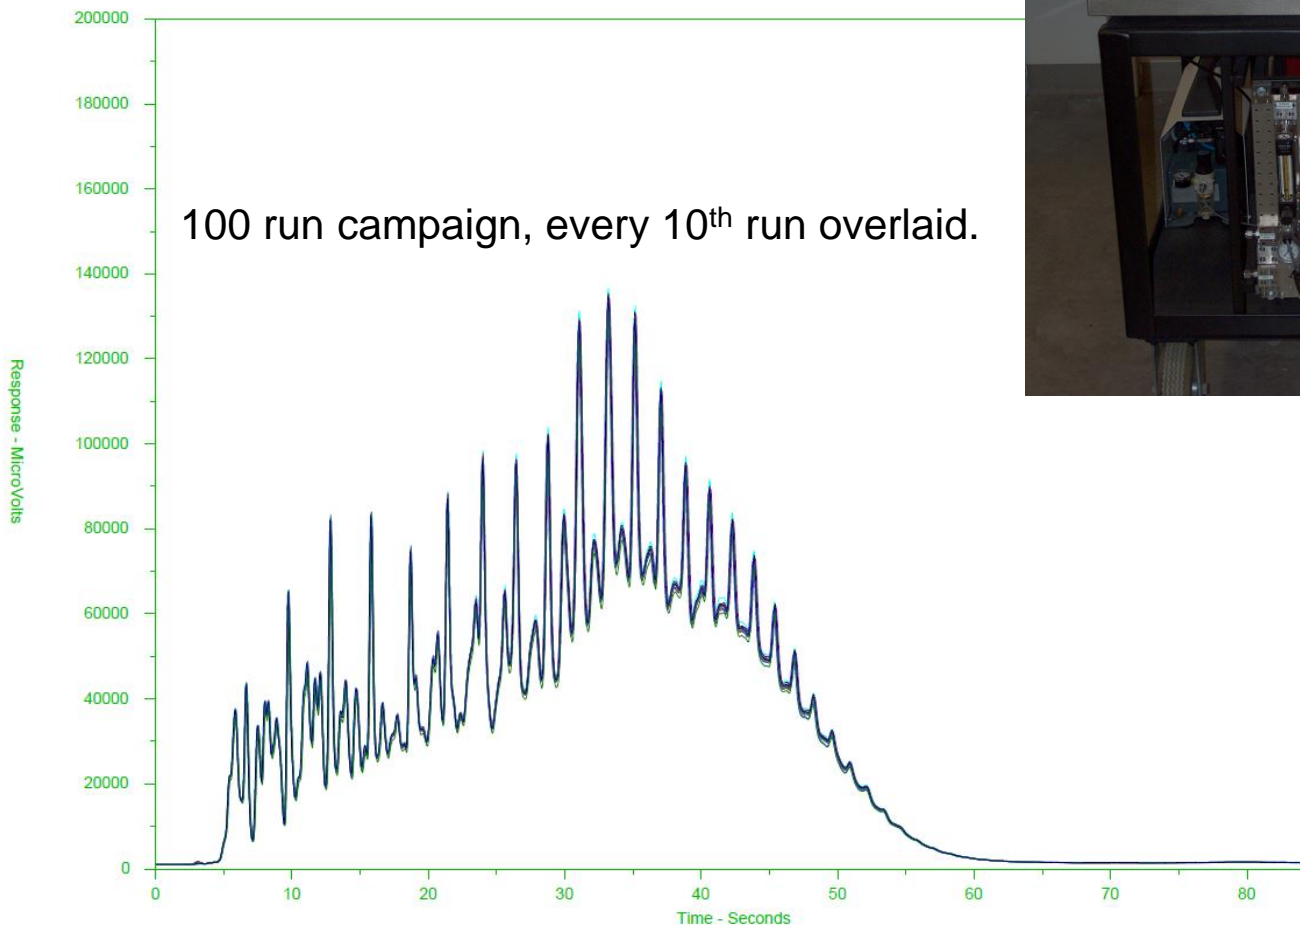 200000
180000
160000
140000
120000
100000
80000
60000
40000
20000
0
Response - MicroVolts
100 run campaign, every 10th run overlaid.
0 10 20 30 40 50 60 70 80
Time - Seconds